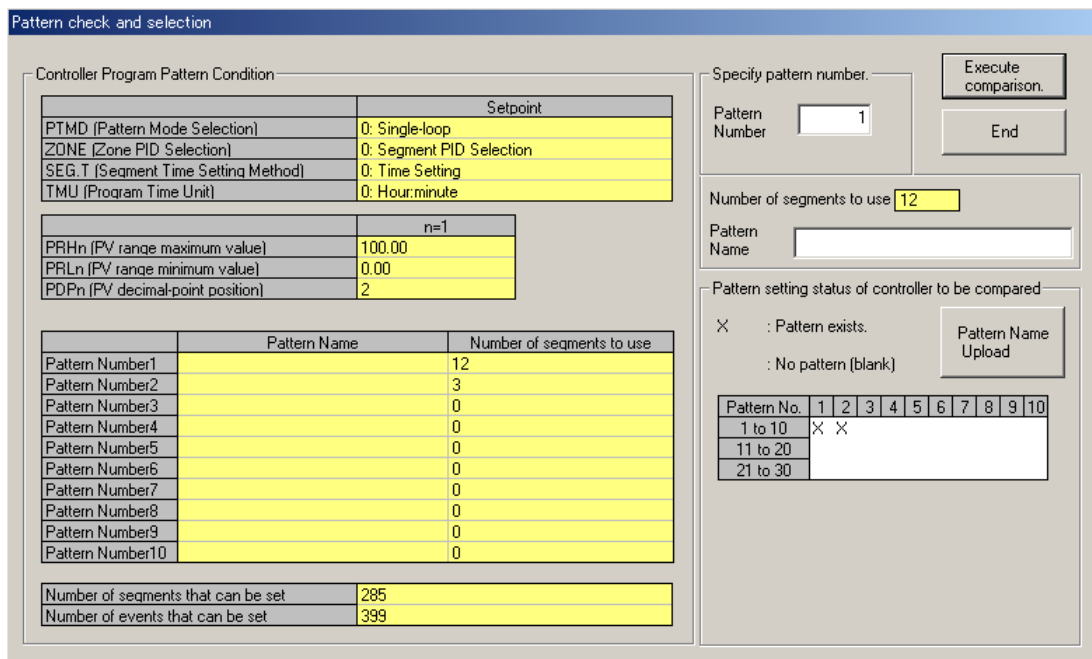 Pattern check and selection
Controller Program Pattern Condition
Setpoint
PTMD (Pattern Mode Selection) 0: Single-loop
ZONE (Zone PID Selection) 0: Segment PID Selection
SEG.T (Segment Time Setting Method) 0: Time Setting
TMU (Program Time Unit) 0: Hour:minute
n=1
PRHn (PV range maximum value) 100.00
PRLn (PV range minimum value) 0.00
PDPn (PV decimal-point position) 2
Pattern Name Number of segments to use
Pattern Number1 12
Pattern Number2 3
Pattern Number3 0
Pattern Number4 0
Pattern Number5 0
Pattern Number6 0
Pattern Number7 0
Pattern Number8 0
Pattern Number9 0
Pattern Number10 0
Number of segments that can be set 285
Number of events that can be set 399
Specify pattern number.
Pattern
Number
1
Execute
comparison.
End
Number of segments to use 12
Pattern
Name
Pattern setting status of controller to be compared
X : Pattern exists.
: No pattern (blank)
Pattern Name
Upload
Pattern No. 1 2 3 4 5 6 7 8 9 10
1 to 10 X X
11 to 20
21 to 30